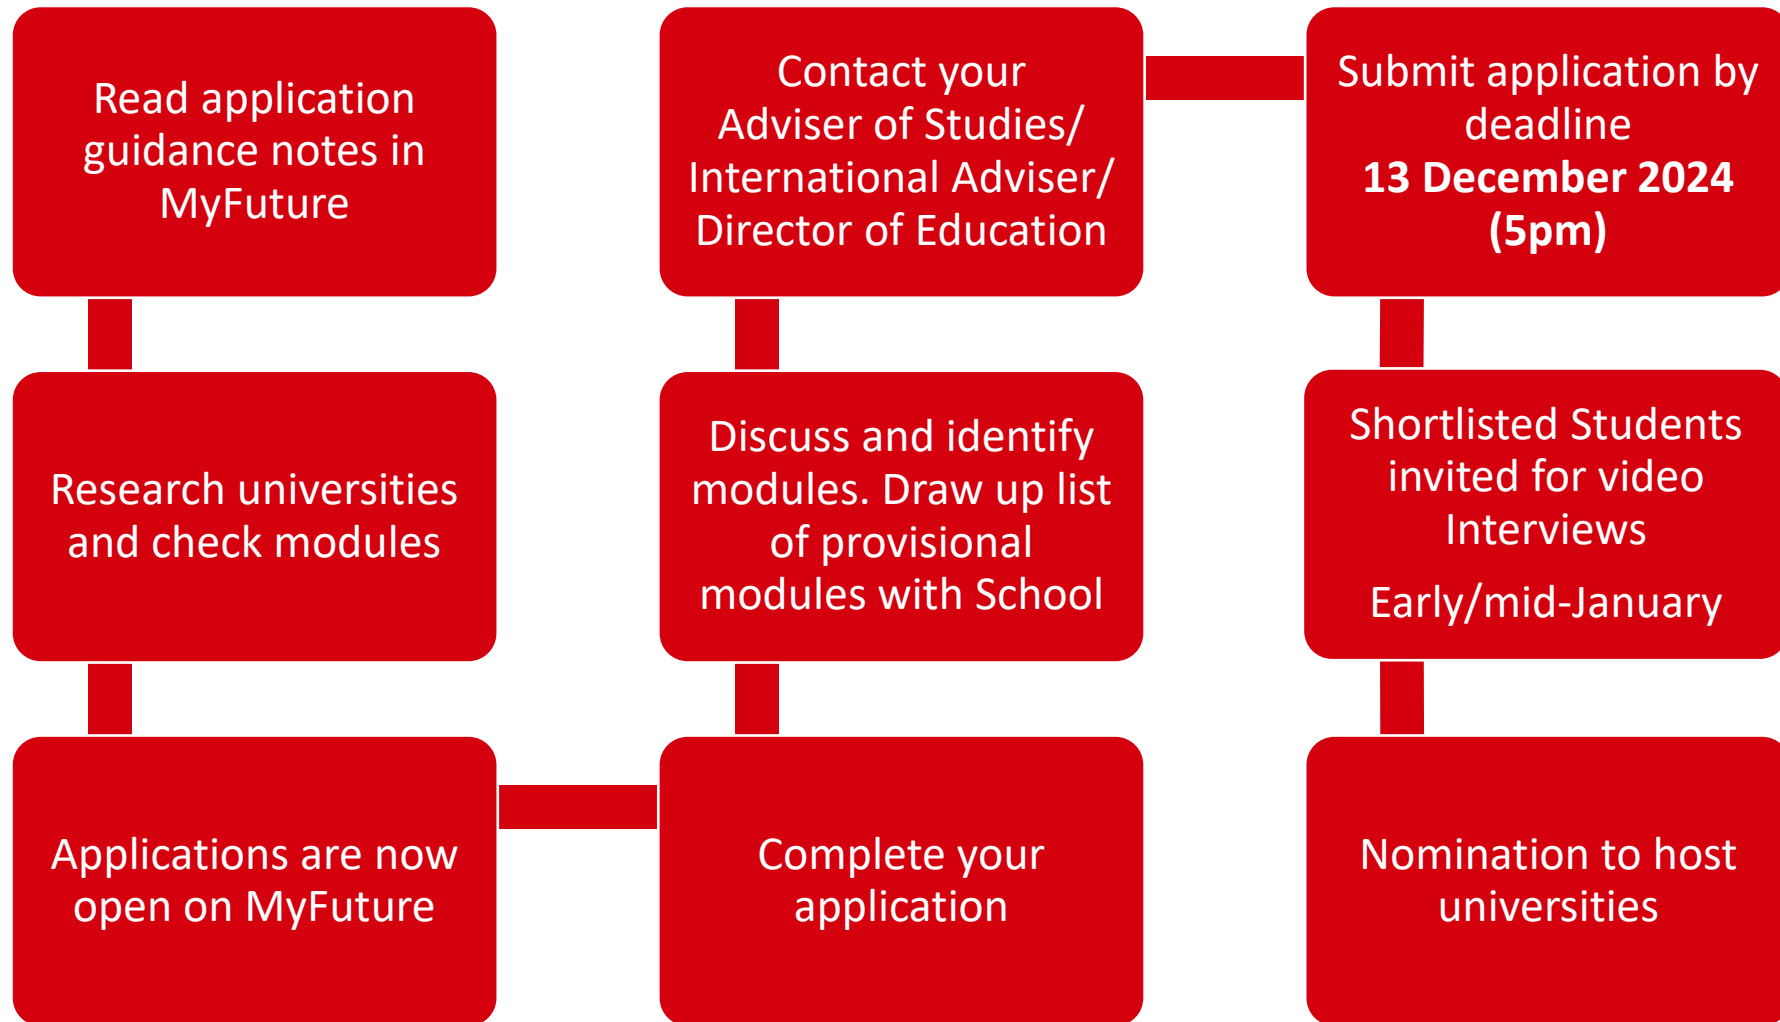 Read application
guidance notes in
MyFuture
Research universities
and check modules
Applications are now
open on MyFuture
Complete your
application
Discuss and identify
modules. Draw up list
of provisional
modules with School
Contact your
Adviser of Studies/
International Adviser/
Director of Education
Submit application by
deadline
13 December 2024
(5pm)
Shortlisted Students
invited for video
Interviews
Early/mid-January
Nomination to host
universities